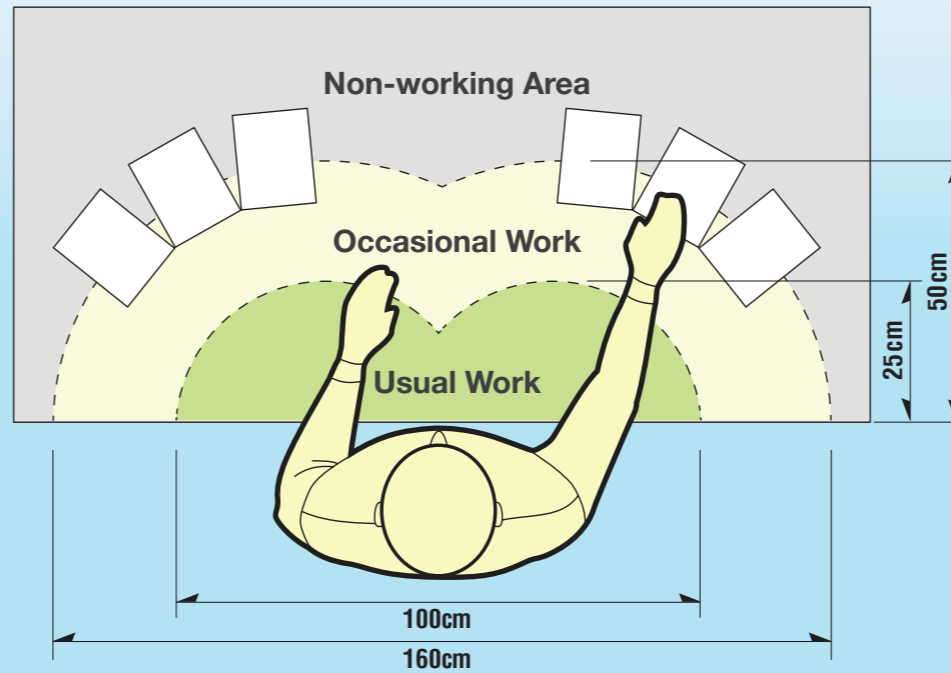 Non-working Area
Occasional Work
Usual Work
25cm
50cm
100cm
160cm